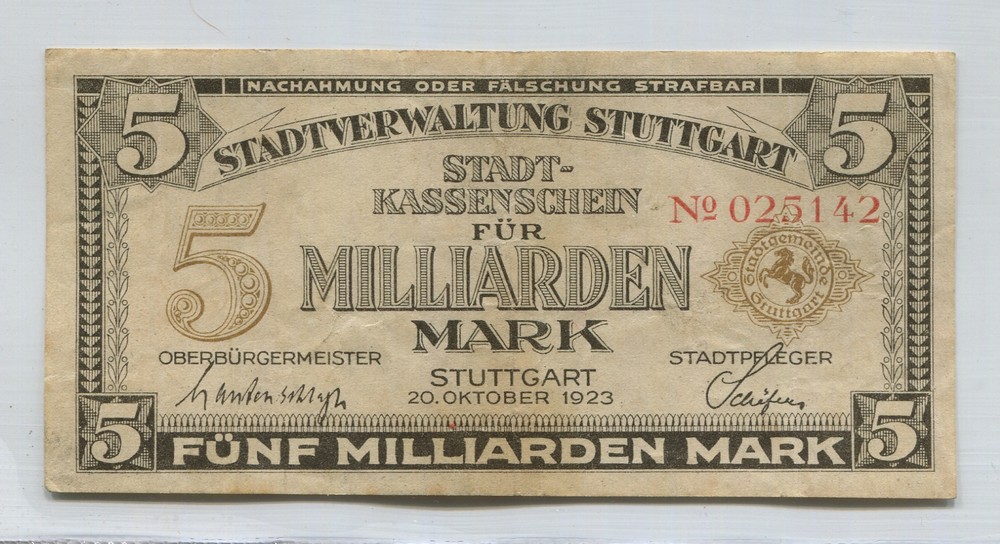 NACHAHMUNG ODER FÄLSCHUNG STRAFBAR
5 5
STADTVERWALTUNG STUTTGART
STADT-
KASSENSCHEIN
№ 025142
FÜR
5 MILLIARDEN
MARK
Stadtgemeinde
Stuttgart
OBERBÜRGERMEISTER
STADTPFLEGER
Lautenschlager
STUTTGART
20. OKTOBER 1923
5 FÜNF MILLIARDEN MARK 5